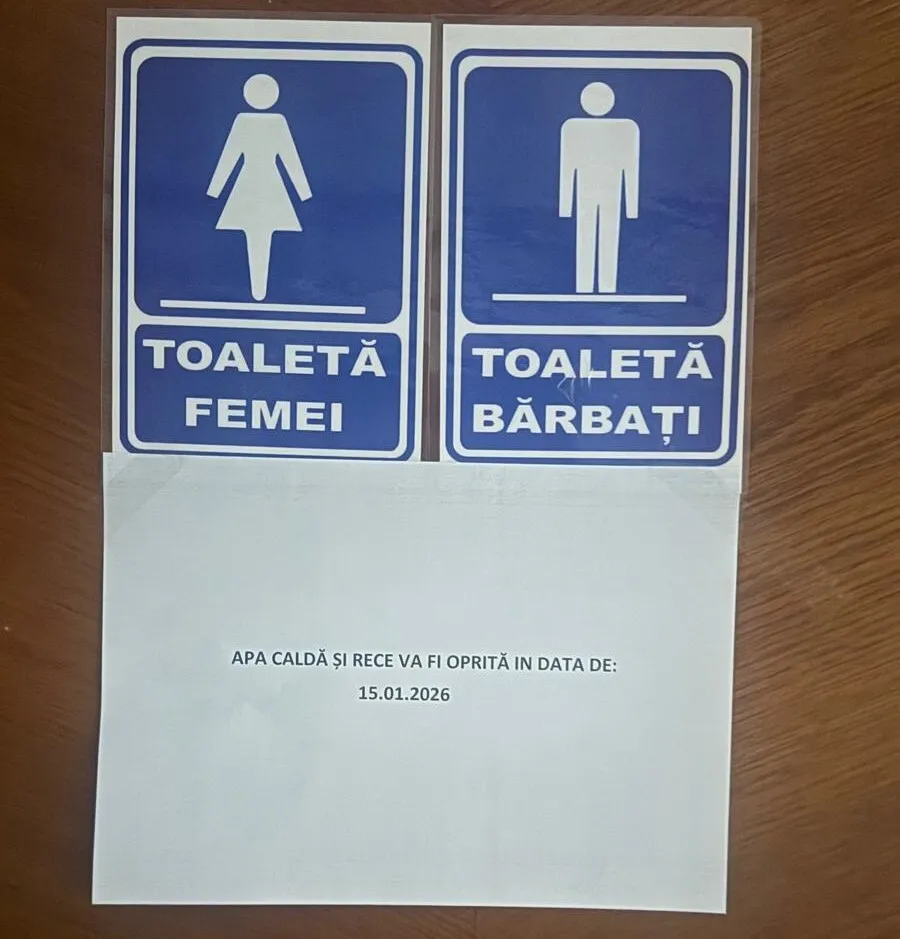 TOALETĂ
FEMEI
TOALETĂ
BĂRBAȚI
APA CALDĂ ȘI RECE VA FI OPRITĂ IN DATA DE:
15.01.2026